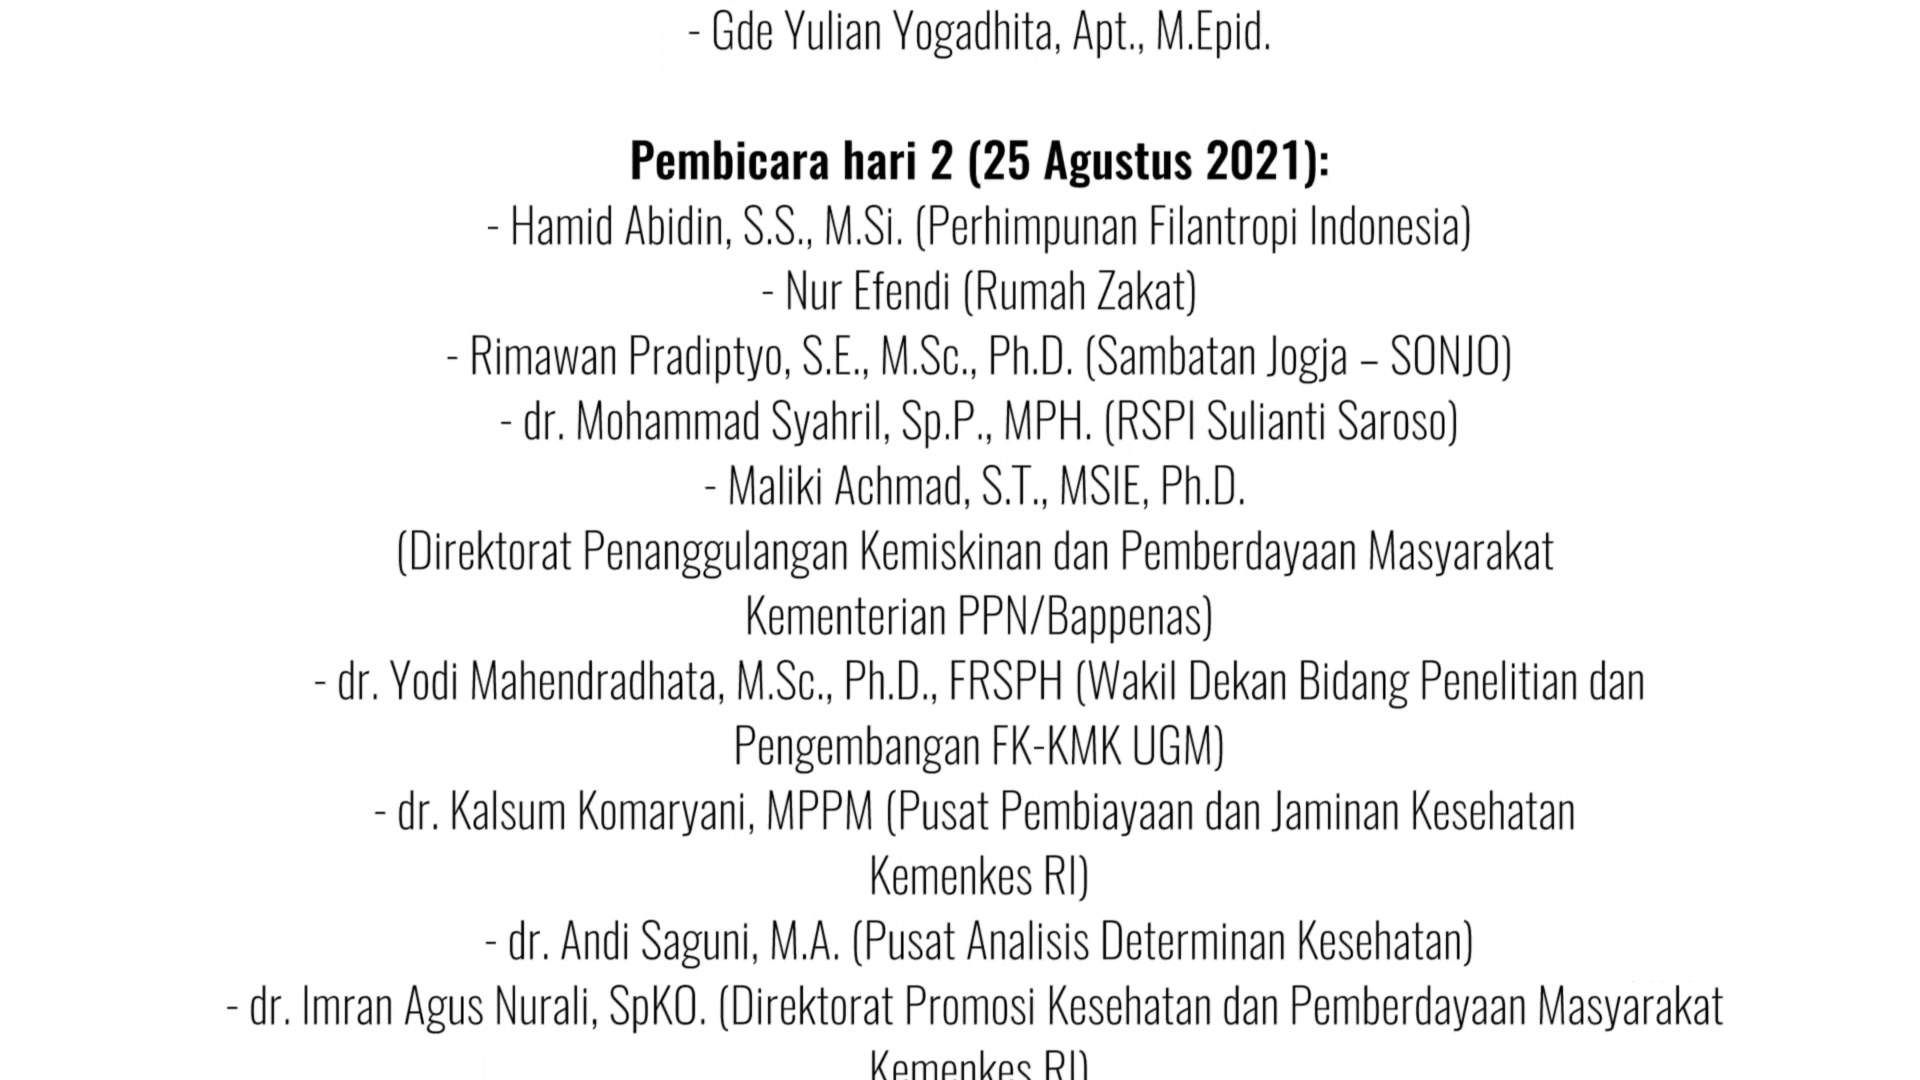 - Gde Yulian Yogadhita, Apt., M.Epid.
Pembicara hari 2 (25 Agustus 2021):
- Hamid Abidin, S.S., M.Si. (Perhimpunan Filantropi Indonesia)
- Nur Efendi (Rumah Zakat)
- Rimawan Pradiptyo, S.E., M.Sc., Ph.D. (Sambatan Jogja – SONJO)
- dr. Mohammad Syahril, Sp.P., MPH. (RSPI Sulianti Saroso)
- Maliki Achmad, S.T., MSIE, Ph.D.
(Direktorat Penanggulangan Kemiskinan dan Pemberdayaan Masyarakat
Kementerian PPN/Bappenas)
- dr. Yodi Mahendradhata, M.Sc., Ph.D., FRSPH (Wakil Dekan Bidang Penelitian dan
Pengembangan FK-KMK UGM)
- dr. Kalsum Komaryani, MPPM (Pusat Pembiayaan dan Jaminan Kesehatan
Kemenkes RI)
- dr. Andi Saguni, M.A. (Pusat Analisis Determinan Kesehatan)
- dr. Imran Agus Nurali, SpKO. (Direktorat Promosi Kesehatan dan Pemberdayaan Masyarakat
Kemenkes RI)